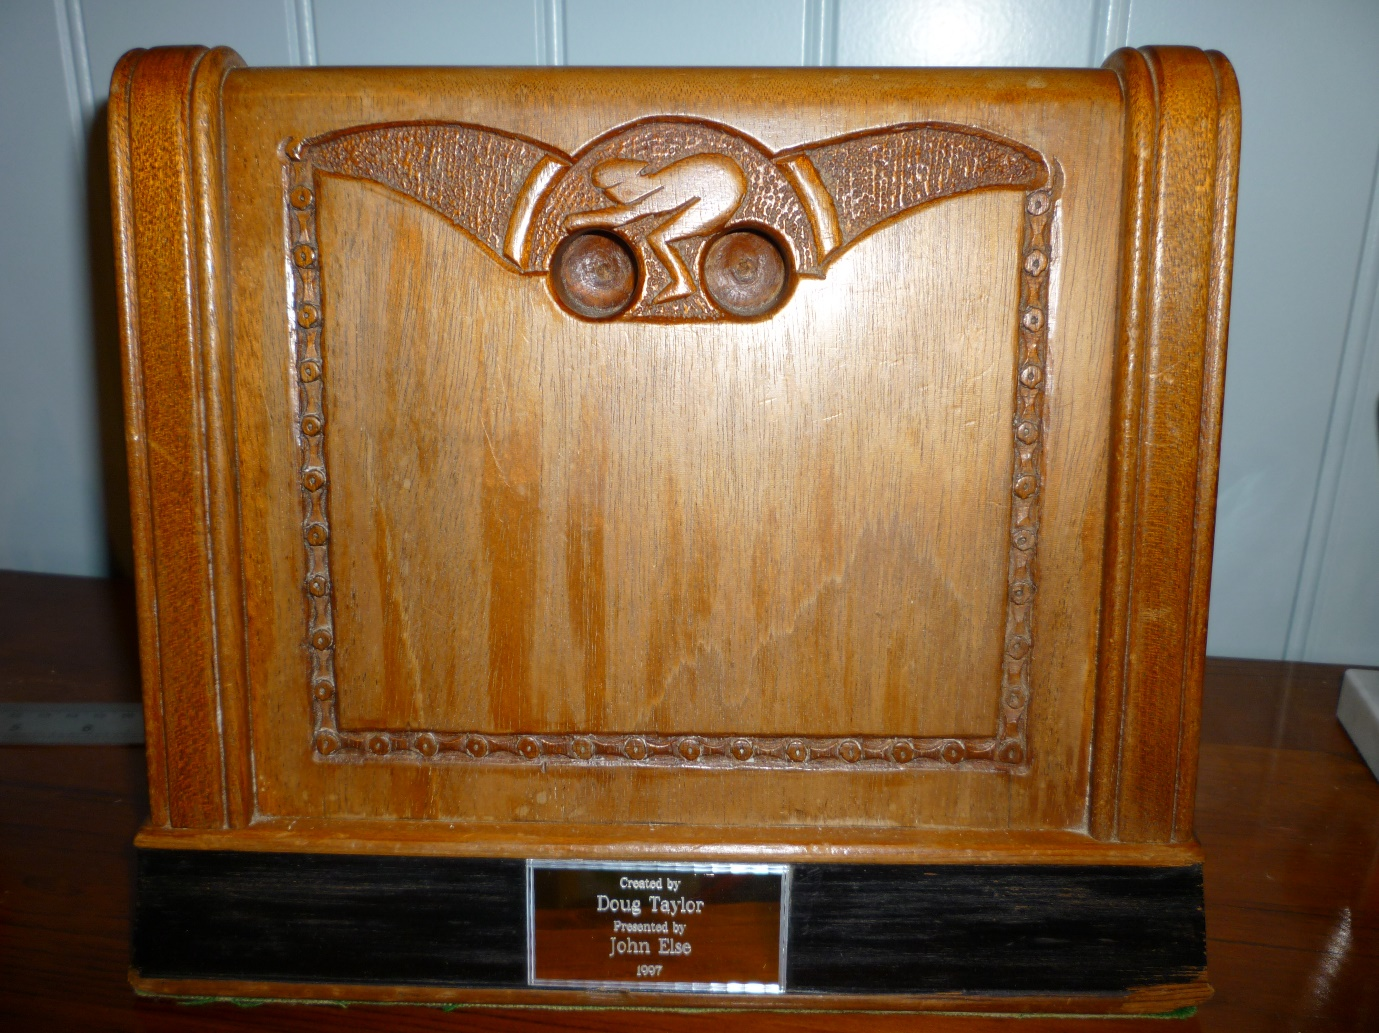 Created by
Doug Taylor
Presented by
John Else
1997